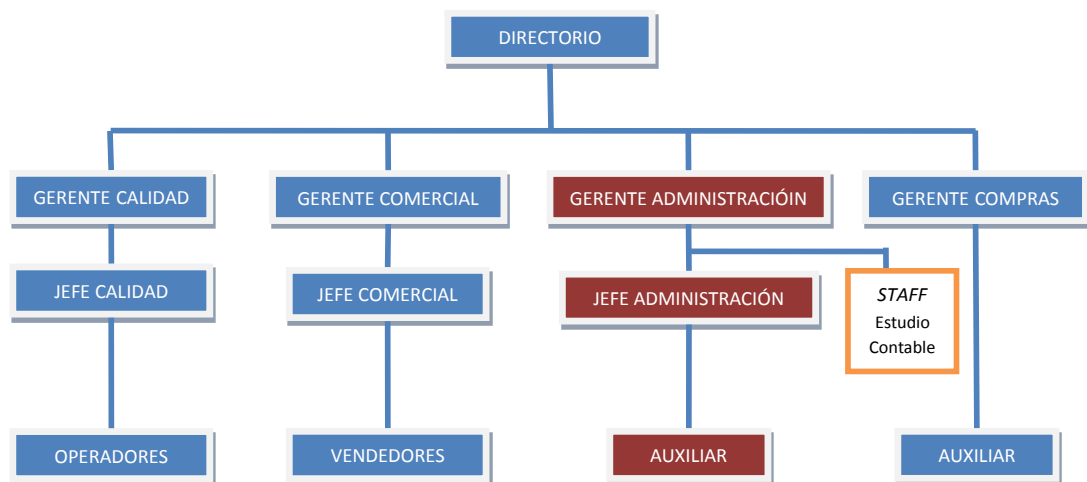 DIRECTORIO
GERENTE CALIDAD
GERENTE COMERCIAL
GERENTE ADMINISTRACIÓIN
GERENTE COMPRAS
JEFE CALIDAD
JEFE COMERCIAL
JEFE ADMINISTRACIÓN
STAFF
Estudio
Contable
OPERADORES
VENDEDORES
AUXILIAR
AUXILIAR